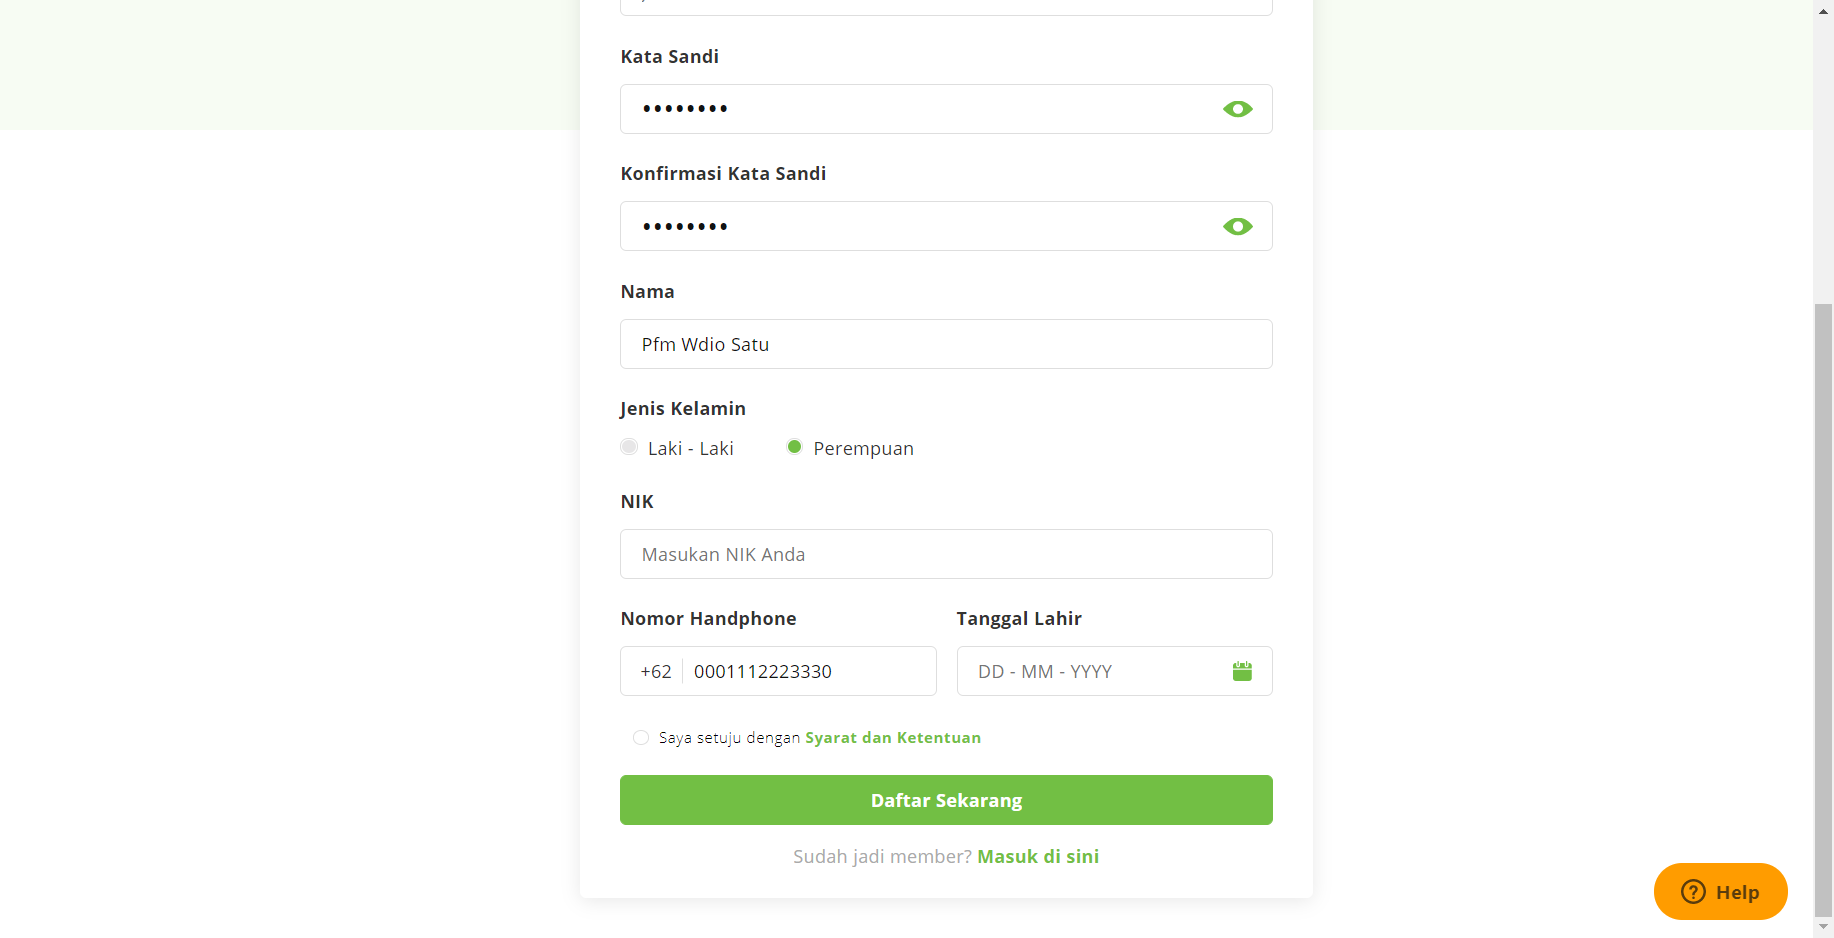 Kata Sandi
••••••••
Konfirmasi Kata Sandi
••••••••
Nama
Pfm Wdio Satu
Jenis Kelamin
Laki - Laki Perempuan
NIK
Masukan NIK Anda
Nomor Handphone Tanggal Lahir
+62 0001112223330 DD - MM - YYYY
Saya setuju dengan Syarat dan Ketentuan
Daftar Sekarang
Sudah jadi member? Masuk di sini
Help